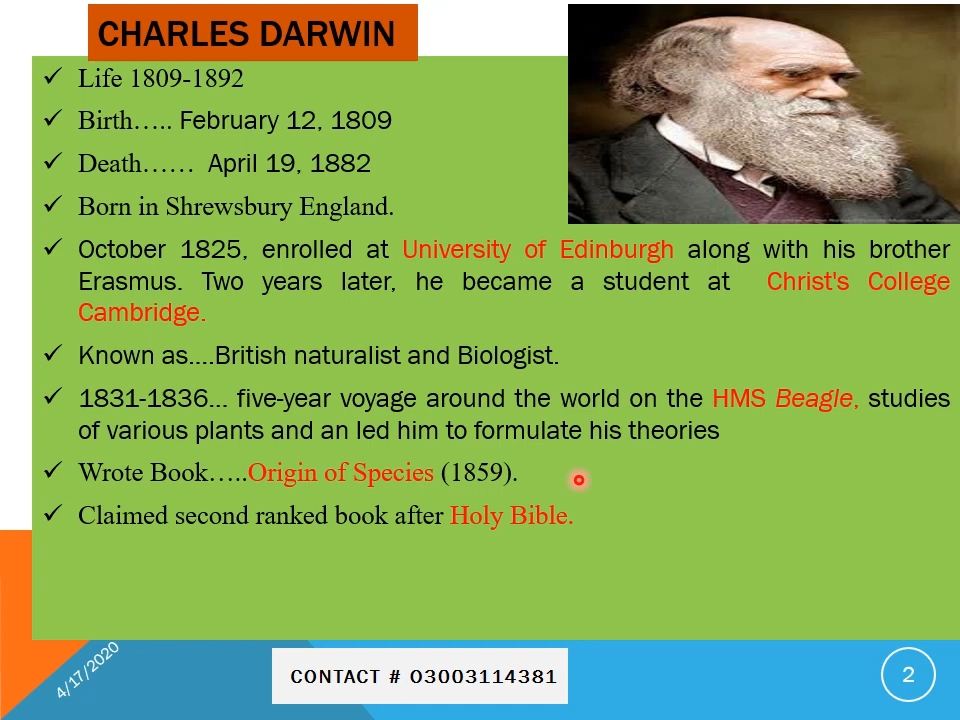 CHARLES DARWIN
✓ Life 1809-1892
✓ Birth….. February 12, 1809
✓ Death…… April 19, 1882
✓ Born in Shrewsbury England.
✓ October 1825, enrolled at University of Edinburgh along with his brother
Erasmus. Two years later, he became a student at Christ's College
Cambridge.
✓ Known as....British naturalist and Biologist.
✓ 1831-1836... five-year voyage around the world on the HMS Beagle, studies
of various plants and an led him to formulate his theories
✓ Wrote Book…..Origin of Species (1859).
✓ Claimed second ranked book after Holy Bible.
4/17/2020
CONTACT # 03003114381
2